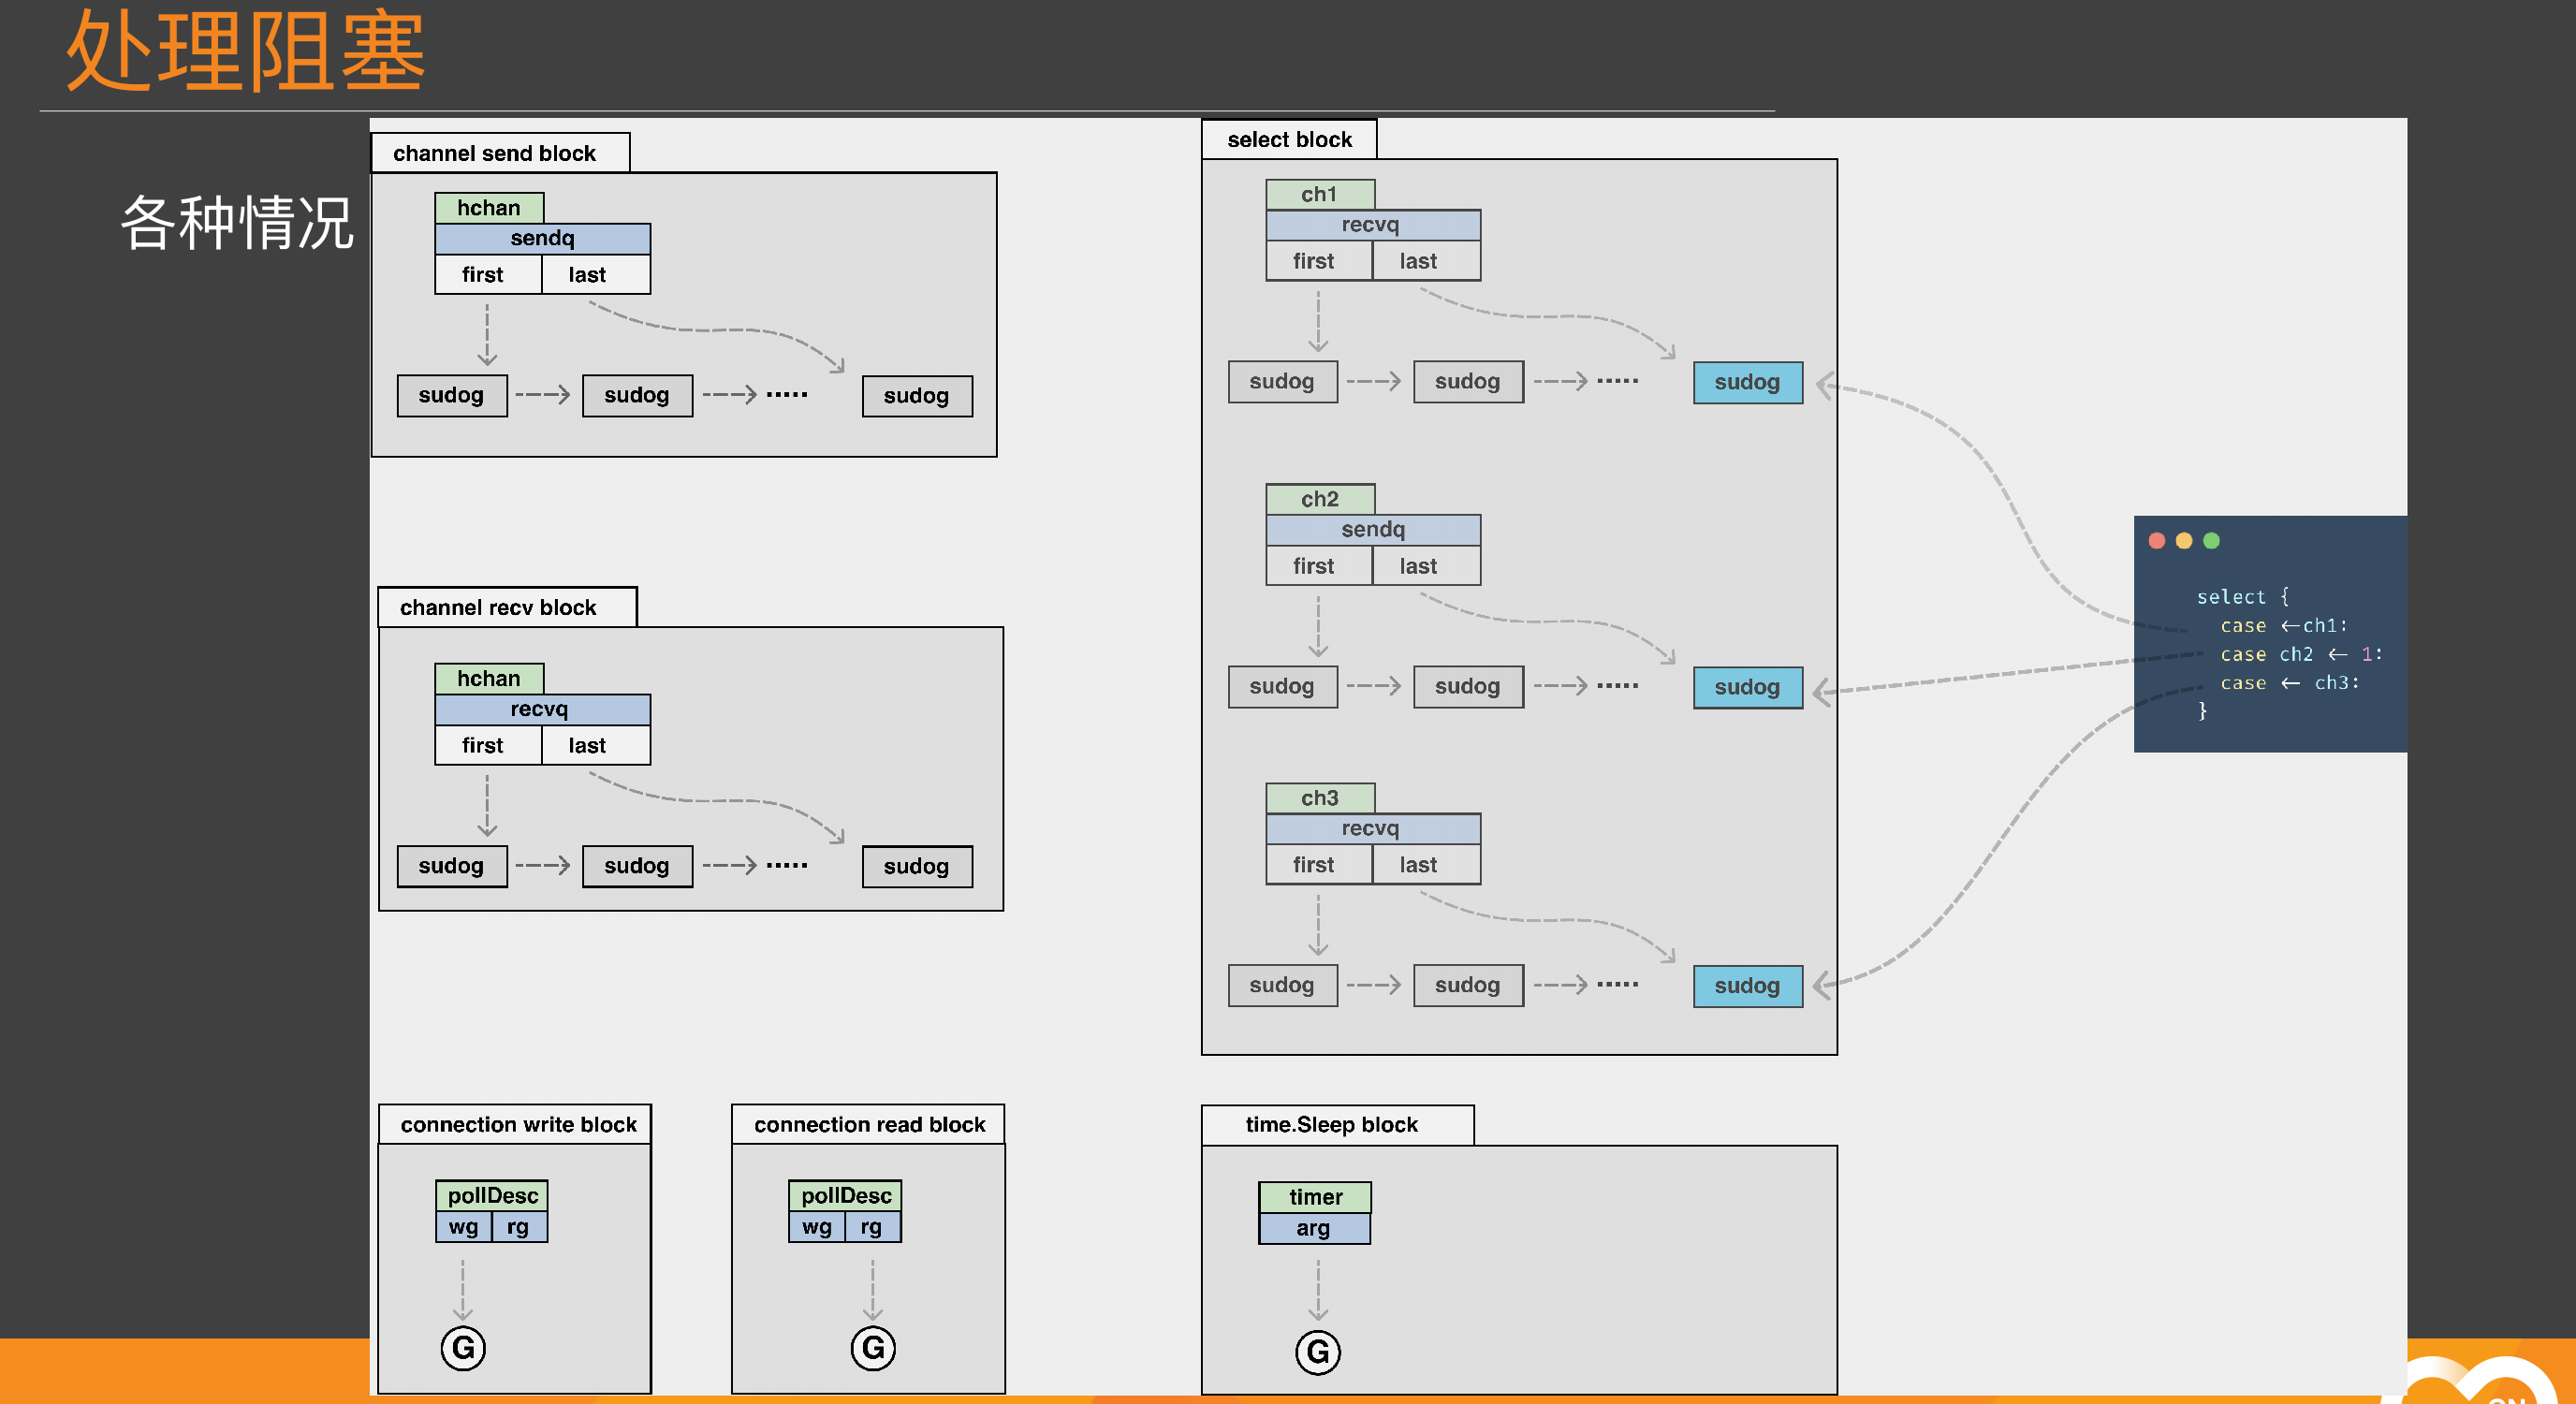 处理阻塞
各种情况
channel send block
hchan
sendq
first last
sudog sudog ····· sudog
channel recv block
hchan
recvq
first last
sudog sudog ····· sudog
connection write block
pollDesc
wg rg
G
connection read block
pollDesc
wg rg
G
select block
ch1
recvq
first last
sudog sudog ····· sudog
ch2
sendq
first last
sudog sudog ····· sudog
ch3
recvq
first last
sudog sudog ····· sudog
select {
case ←ch1:
case ch2 ← 1:
case ← ch3:
}
time.Sleep block
timer
arg
G